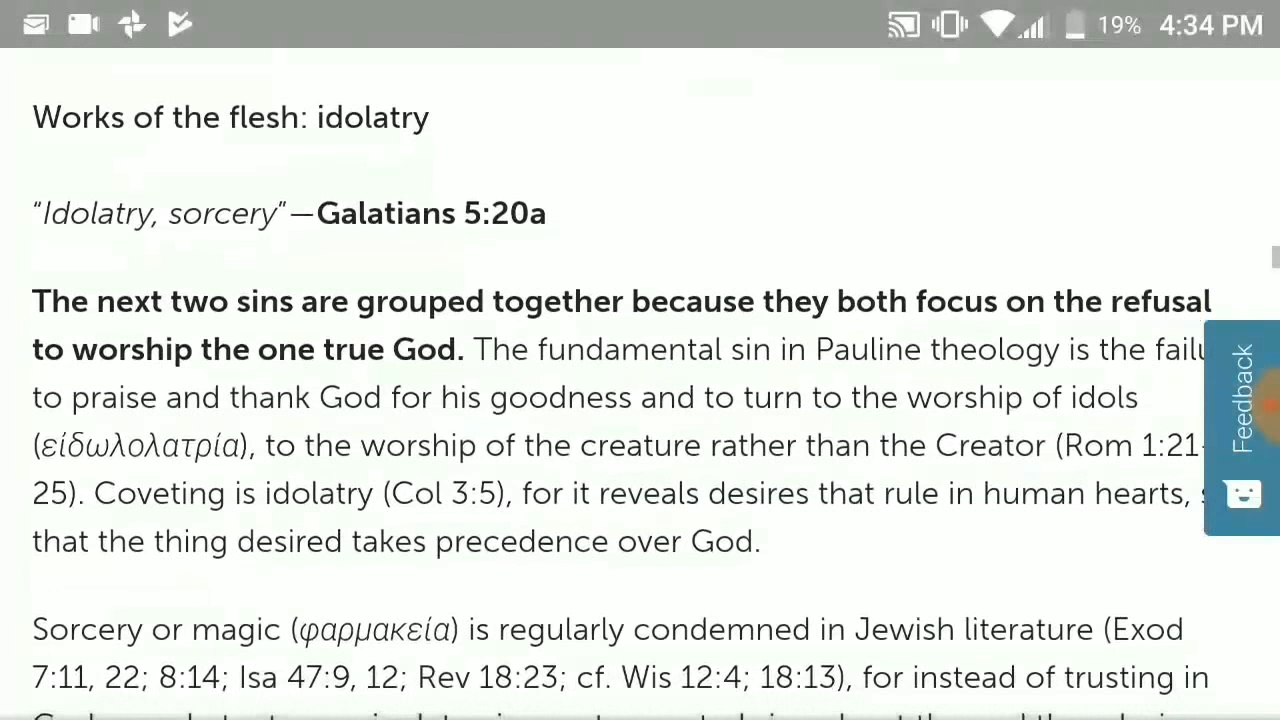 19% 4:34 PM
Works of the flesh: idolatry
“Idolatry, sorcery”—Galatians 5:20a
The next two sins are grouped together because they both focus on the refusal
to worship the one true God. The fundamental sin in Pauline theology is the
to praise and thank God for his goodness and to turn to the worship of idols
(εἰδωλολατρία), to the worship of the creature rather than the Creator (Rom 1:21-
25). Coveting is idolatry (Col 3:5), for it reveals desires that rule in human hearts,
that the thing desired takes precedence over God.
Sorcery or magic (φαρμακεία) is regularly condemned in Jewish literature (Exod
7:11, 22; 8:14; Isa 47:9, 12; Rev 18:23; cf. Wis 12:4; 18:13), for instead of trusting in
Feedback